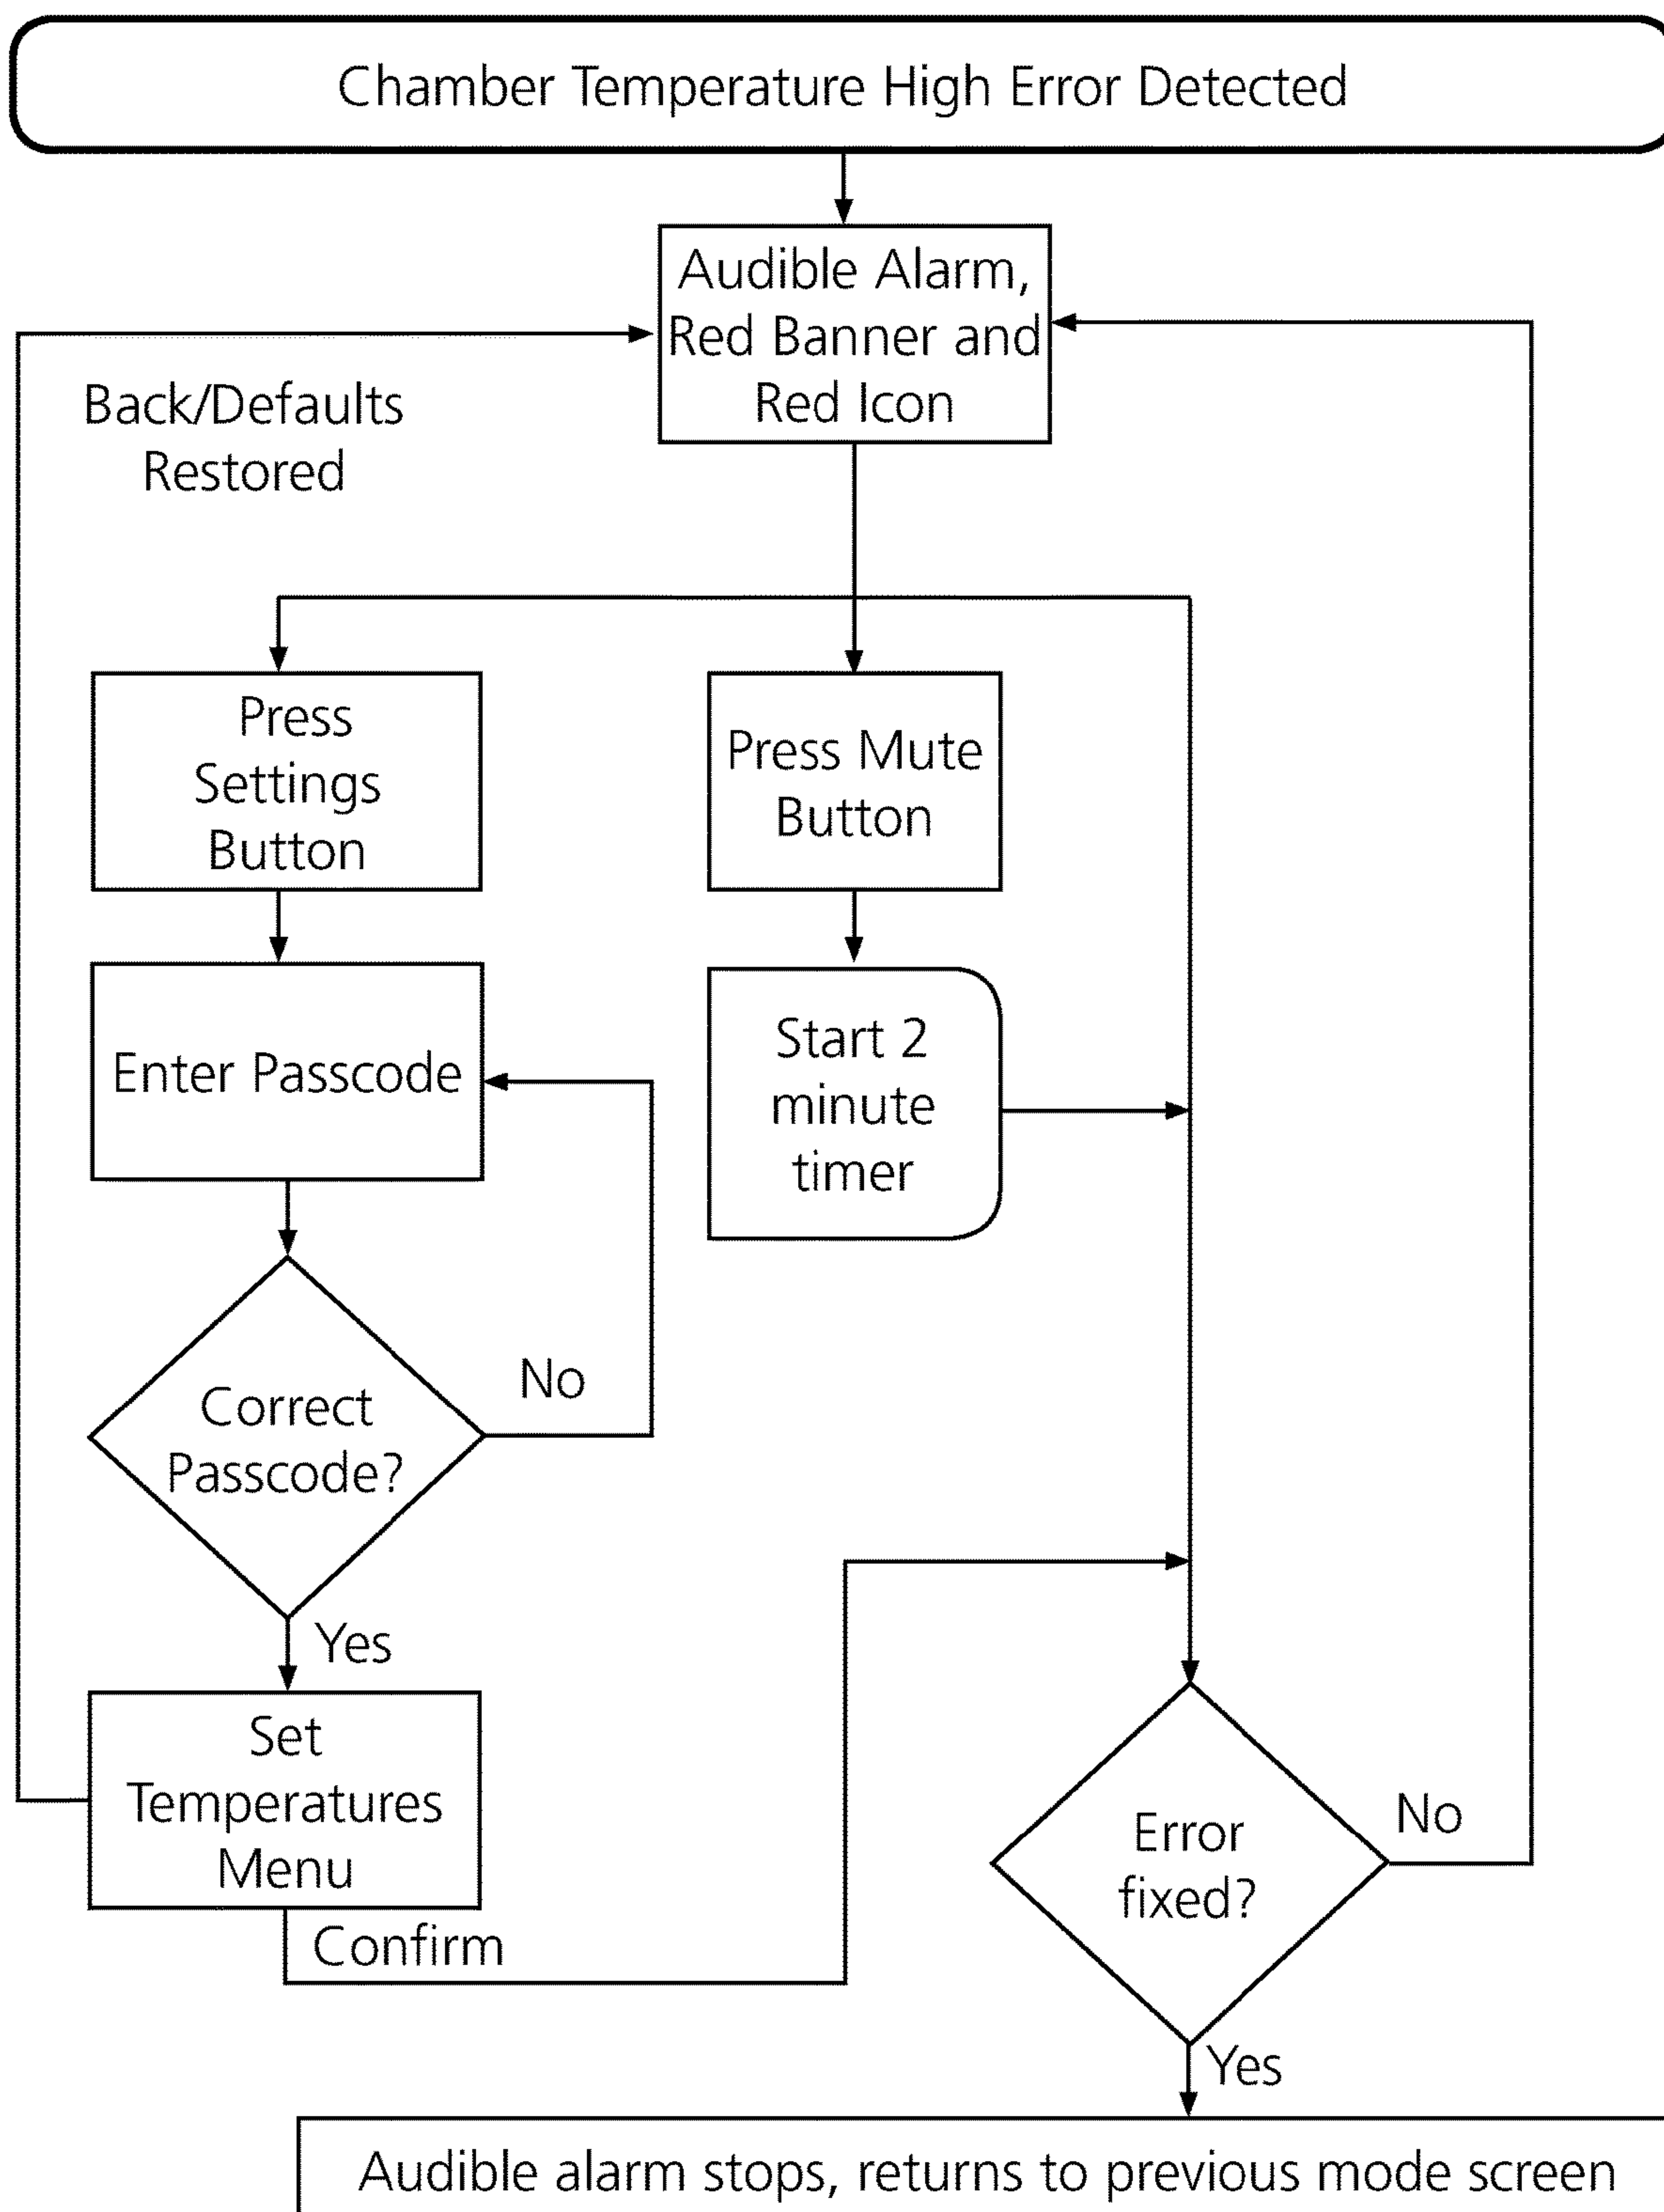 Chamber Temperature High Error Detected
Audible Alarm,
Red Banner and
Red Icon
Back/Defaults
Restored
Press
Settings
Button
Press Mute
Button
Enter Passcode
Start 2
minute
timer
Correct
Passcode?
No
Yes
Set
Temperatures
Menu
Confirm
Error
fixed?
No
Yes
Audible alarm stops, returns to previous mode screen